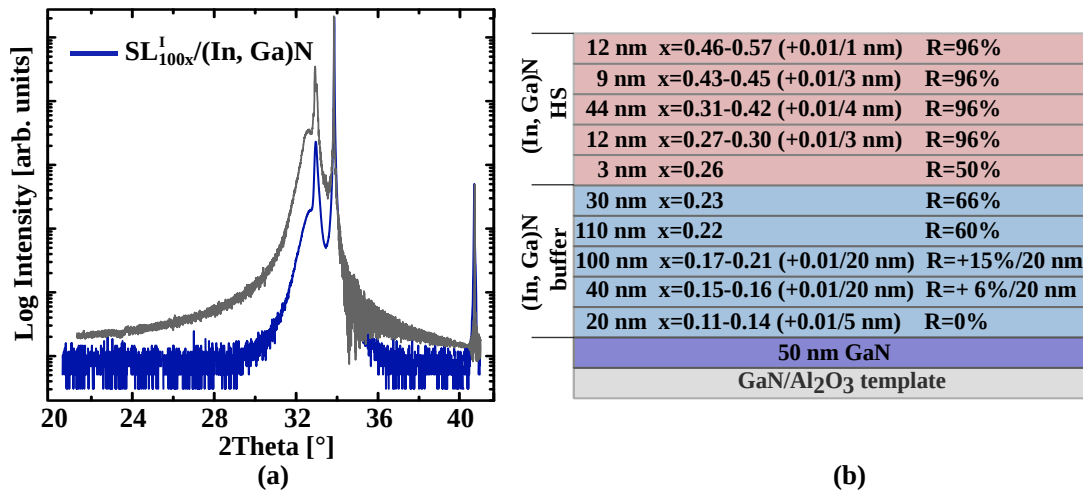 Log Intensity [arb. units]
SL^I_100x/(In, Ga)N
20 24 28 32 36 40
2Theta [°]
(a)
(In, Ga)N
HS
12 nm x=0.46-0.57 (+0.01/1 nm) R=96%
9 nm x=0.43-0.45 (+0.01/3 nm) R=96%
44 nm x=0.31-0.42 (+0.01/4 nm) R=96%
12 nm x=0.27-0.30 (+0.01/3 nm) R=96%
3 nm x=0.26 R=50%
(In, Ga)N
buffer
30 nm x=0.23 R=66%
110 nm x=0.22 R=60%
100 nm x=0.17-0.21 (+0.01/20 nm) R=+15%/20 nm
40 nm x=0.15-0.16 (+0.01/20 nm) R=+ 6%/20 nm
20 nm x=0.11-0.14 (+0.01/5 nm) R=0%
50 nm GaN
GaN/Al₂O₃ template
(b)